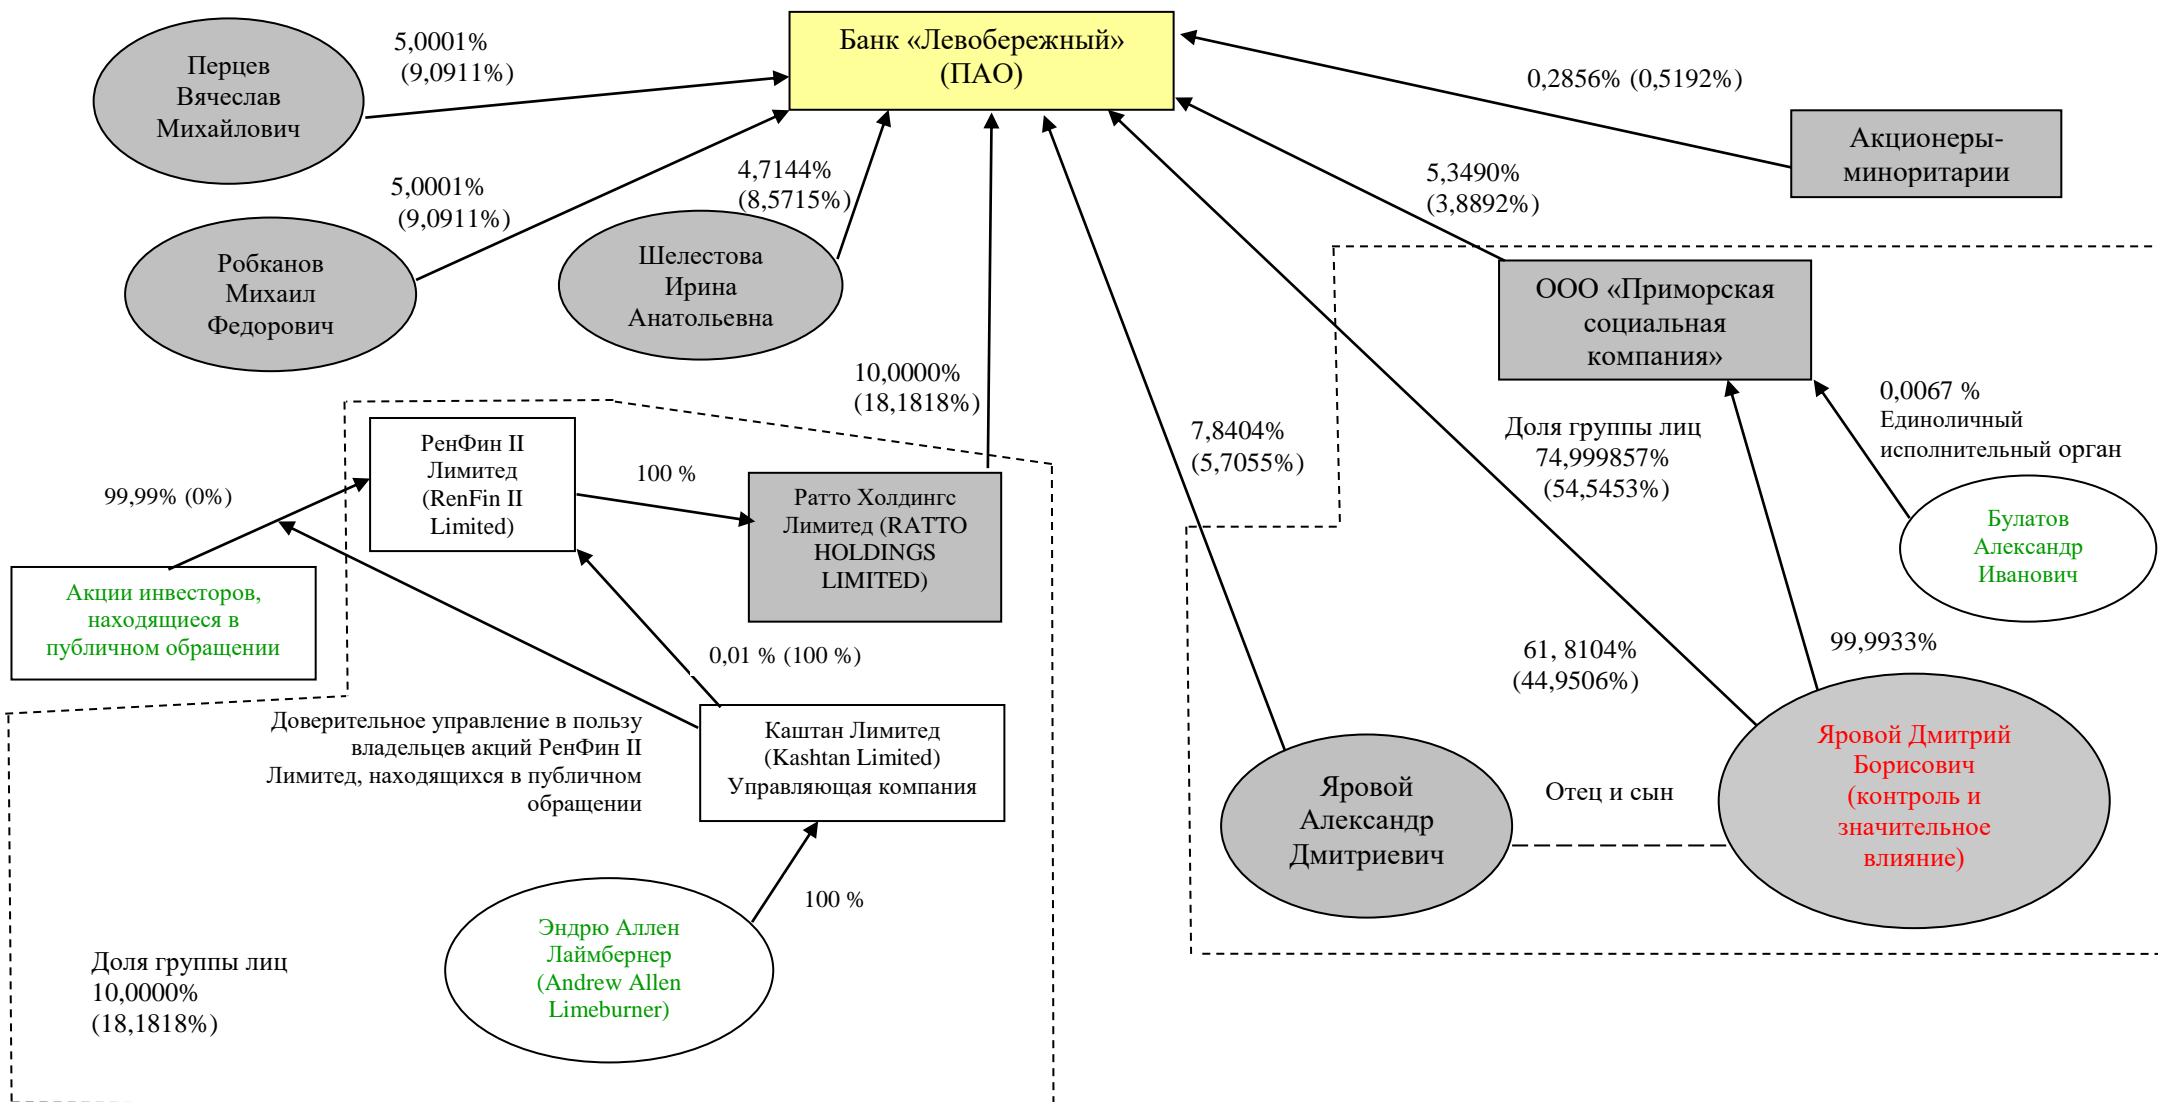 Банк «Левобережный»
(ПАО)
Перцев
Вячеслав
Михайлович
5,0001%
(9,0911%)
0,2856% (0,5192%)
Акционеры-
миноритарии
5,0001%
(9,0911%)
4,7144%
(8,5715%)
5,3490%
(3,8892%)
Робканов
Михаил
Федорович
Шелестова
Ирина
Анатольевна
ООО «Приморская
социальная
компания»
10,0000%
(18,1818%)
0,0067 %
Единоличный
исполнительный орган
7,8404%
(5,7055%)
Доля группы лиц
74,999857%
(54,5453%)
РенФин II
Лимитед
(RenFin II
Limited)
100 %
99,99% (0%)
Ратто Холдингс
Лимитед (RATTO
HOLDINGS
LIMITED)
Булатов
Александр
Иванович
Акции инвесторов,
находящиеся в
публичном обращении
0,01 % (100 %)
61, 8104%
(44,9506%)
99,9933%
Доверительное управление в пользу
владельцев акций РенФин II
Лимитед, находящихся в публичном
обращении
Каштан Лимитед
(Kashtan Limited)
Управляющая компания
Яровой
Александр
Дмитриевич
Отец и сын
Яровой Дмитрий
Борисович
(контроль и
значительное
влияние)
100 %
Эндрю Аллен
Лаймбернер
(Andrew Allen
Limeburner)
Доля группы лиц
10,0000%
(18,1818%)